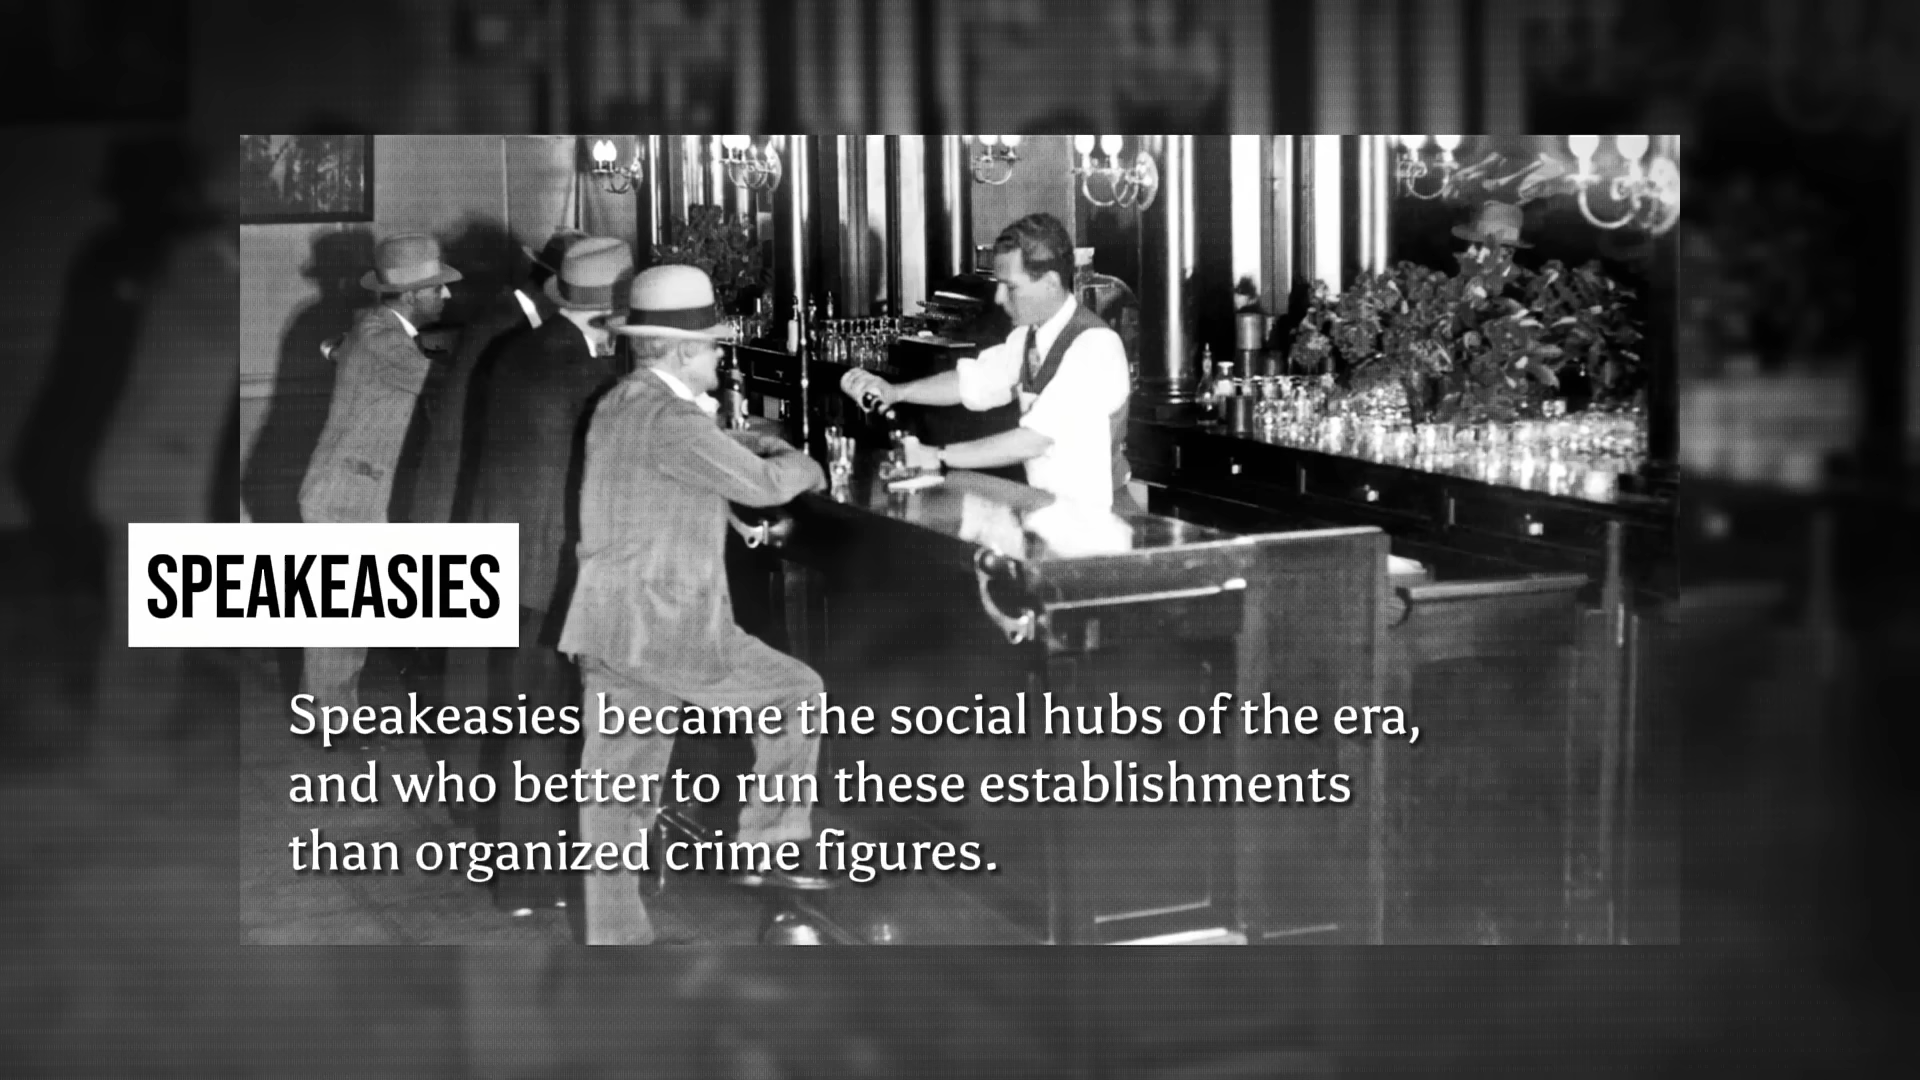 SPEAKEASIES
Speakeasies became the social hubs of the era,
and who better to run these establishments
than organized crime figures.